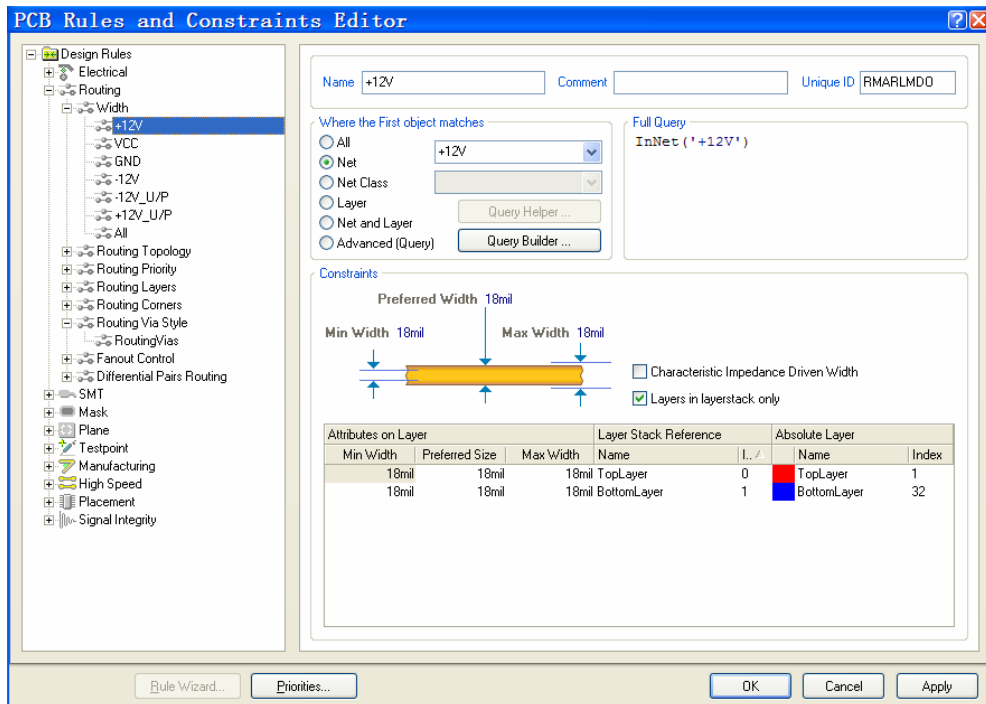 PCB Rules and Constraints Editor
Design Rules
Electrical
Routing
Width
+12V
VCC
GND
-12V
-12V_U/P
+12V_U/P
All
Routing Topology
Routing Priority
Routing Layers
Routing Corners
Routing Via Style
RoutingVias
Fanout Control
Differential Pairs Routing
SMT
Mask
Plane
Testpoint
Manufacturing
High Speed
Placement
Signal Integrity
Name +12V Comment Unique ID RMARLMDO
Where the First object matches
All
Net
Net Class
Layer
Net and Layer
Advanced (Query)
+12V
Query Helper ...
Query Builder ...
Full Query
InNet('+12V')
Constraints
Preferred Width 18mil
Min Width 18mil Max Width 18mil
Characteristic Impedance Driven Width
Layers in layerstack only
Attributes on Layer Layer Stack Reference Absolute Layer
Min Width Preferred Size Max Width Name I.. Name Index
18mil 18mil 18mil TopLayer 0 TopLayer 1
18mil 18mil 18mil BottomLayer 1 BottomLayer 32
Rule Wizard... Priorities... OK Cancel Apply